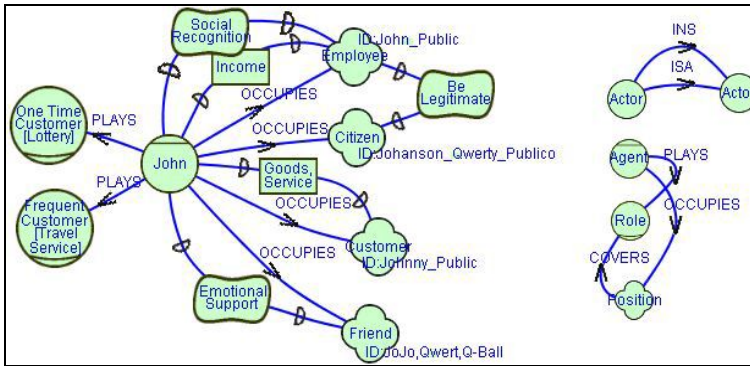 Social
Recognition
ID:John_Public
Income
Employee
One Time
Customer
[Lottery]
PLAYS
OCCUPIES
Be
Legitimate
OCCUPIES
Citizen
ID:Johanson_Qwerty_Publico
John
Goods,
Service
PLAYS
Frequent
Customer
[Travel
Service]
OCCUPIES
Customer
ID:Johnny_Public
OCCUPIES
Emotional
Support
Friend
ID:JoJo,Qwert,Q-Ball
INS
ISA
Actor
Actor
Agent
PLAYS
OCCUPIES
Role
COVERS
Position